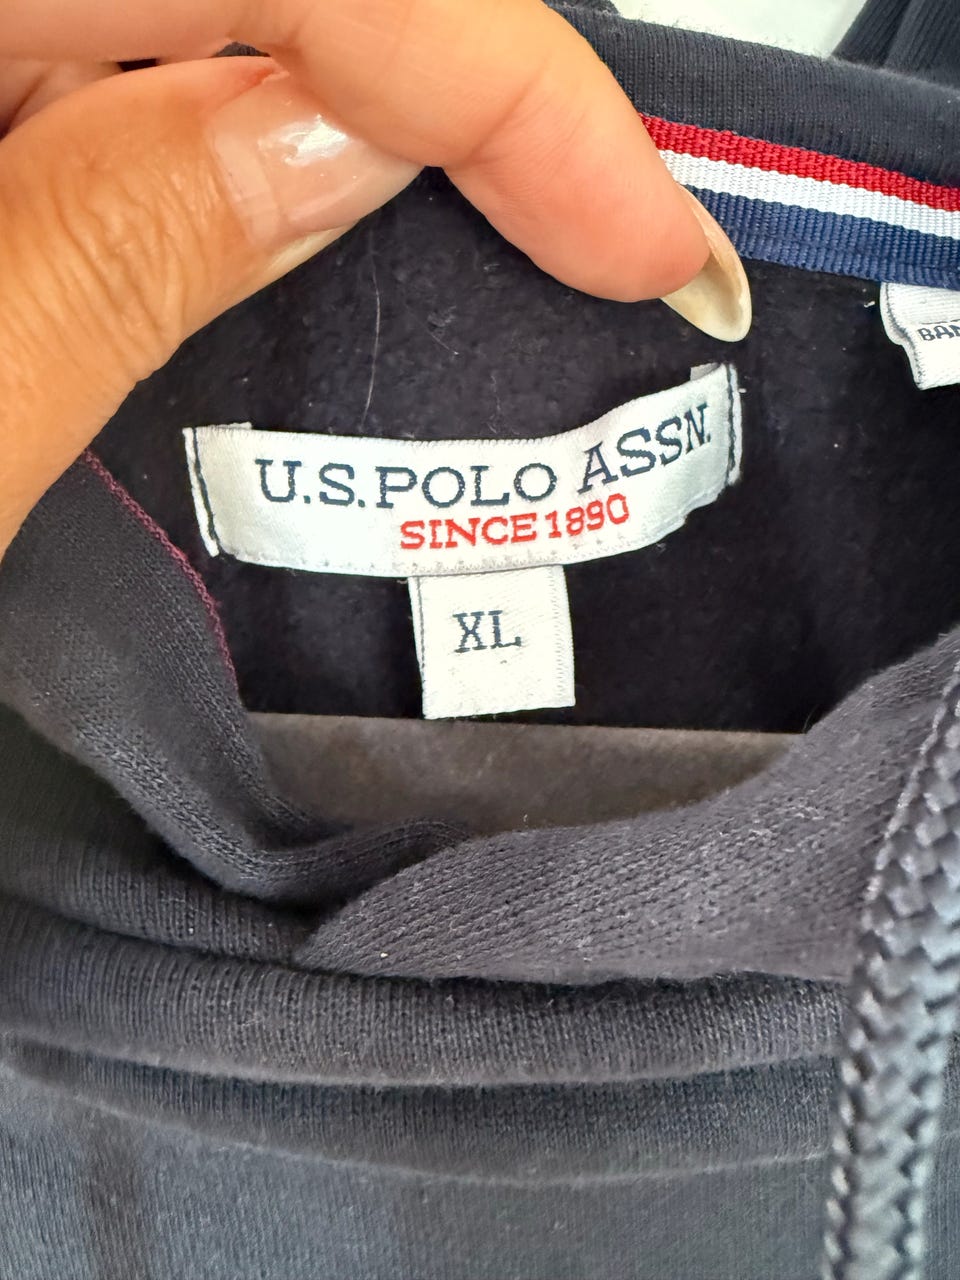 U.S. POLO ASSN.
SINCE 1890
XL